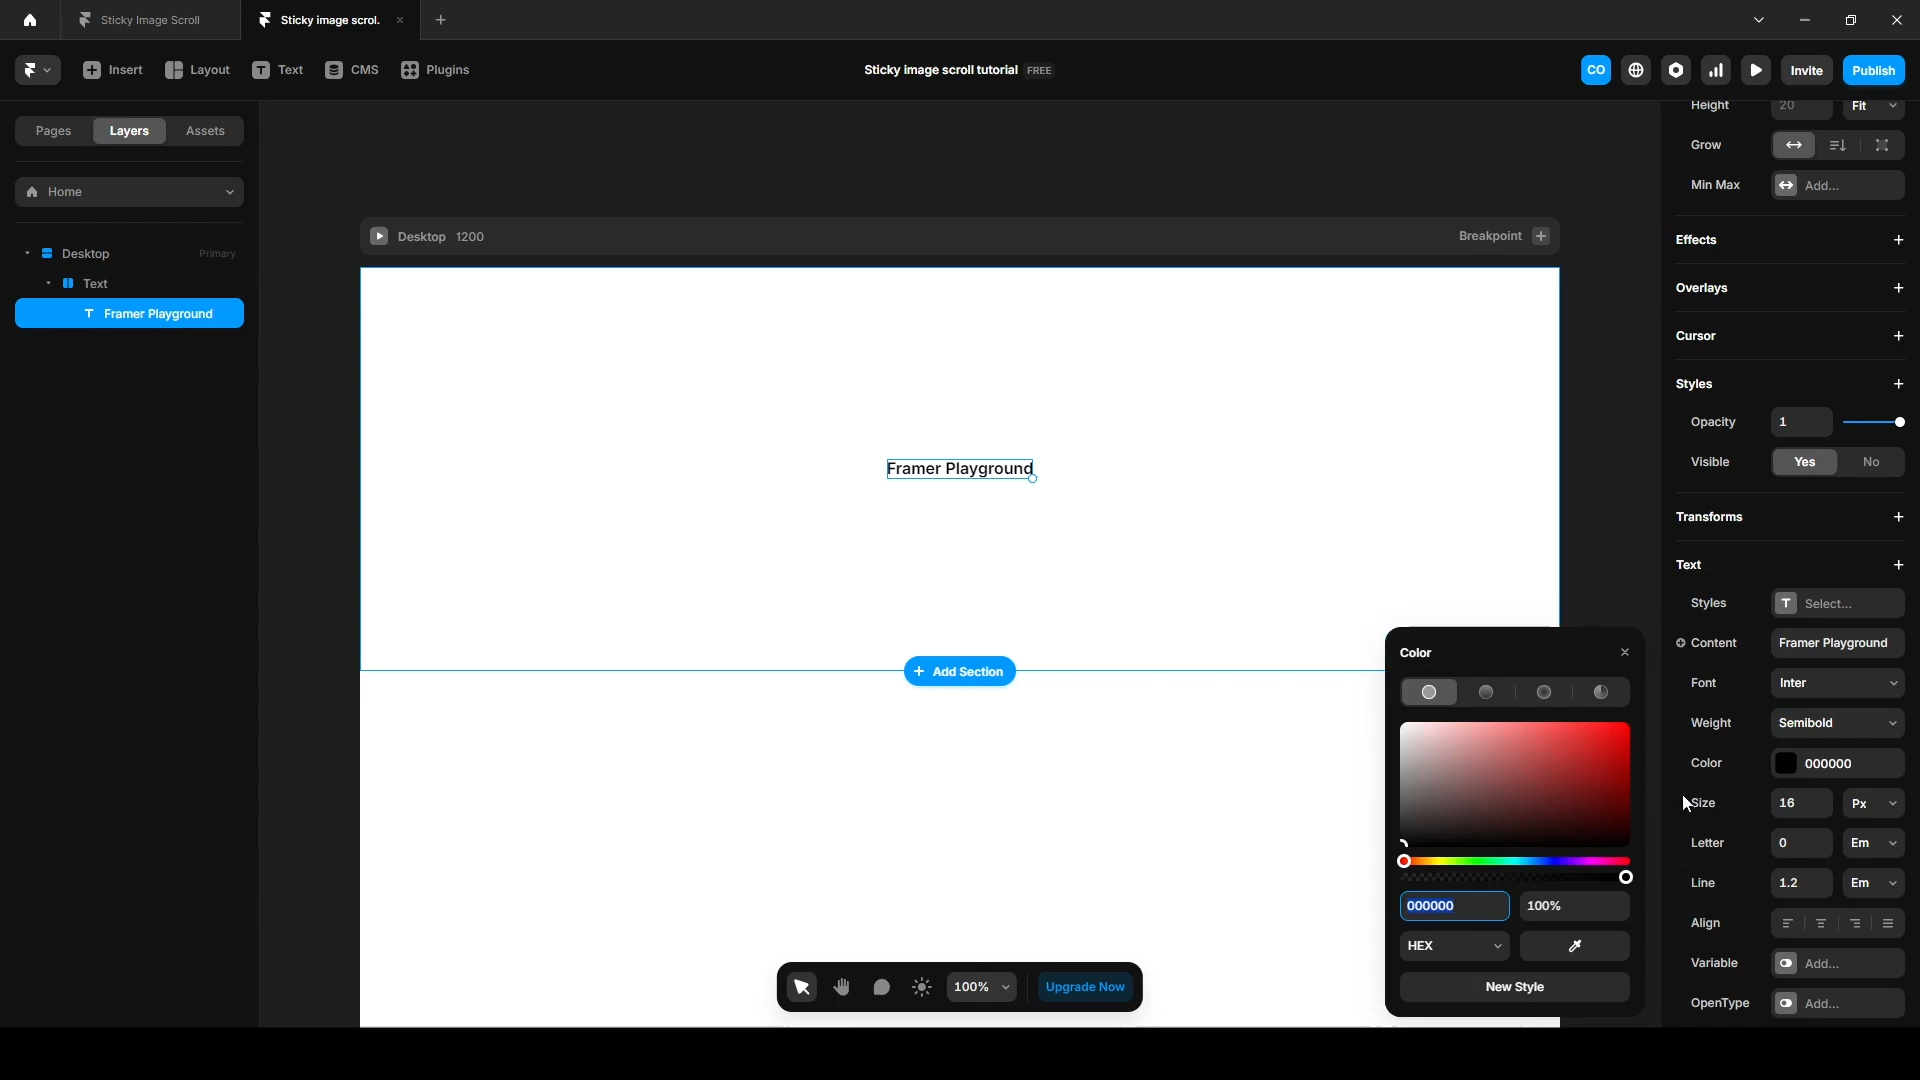 Sticky Image Scroll
Sticky image scrol.
Insert
Layout
Text
CMS
Plugins
Sticky image scroll tutorial FREE
CO
Invite
Publish
Pages
Layers
Assets
Home
Desktop
Primary
Text
Framer Playground
Desktop 1200
Breakpoint
Framer Playground
Add Section
100%
Upgrade Now
Color
000000
100%
HEX
New Style
Height 20 Fit
Grow
Min Max Add...
Effects
Overlays
Cursor
Styles
Opacity 1
Visible Yes No
Transforms
Text
Styles Select...
Content Framer Playground
Font Inter
Weight Semibold
Color 000000
Size 16 Px
Letter 0 Em
Line 1.2 Em
Align
Variable Add...
OpenType Add...